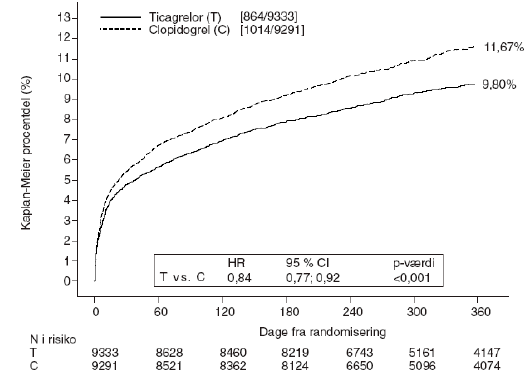 Ticagrelor (T) [864/9333]
Clopidogrel (C) [1014/9291]
Kaplan-Meier procentdel (%)
13
12
11
10
9
8
7
6
5
4
3
2
1
0
11,67%
9,80%
HR 95 % CI p-værdi
T vs. C 0,84 0,77; 0,92 <0,001
0 60 120 180 240 300 360
Dage fra randomisering
N i risiko
T 9333 8628 8460 8219 6743 5161 4147
C 9291 8521 8362 8124 6650 5096 4074